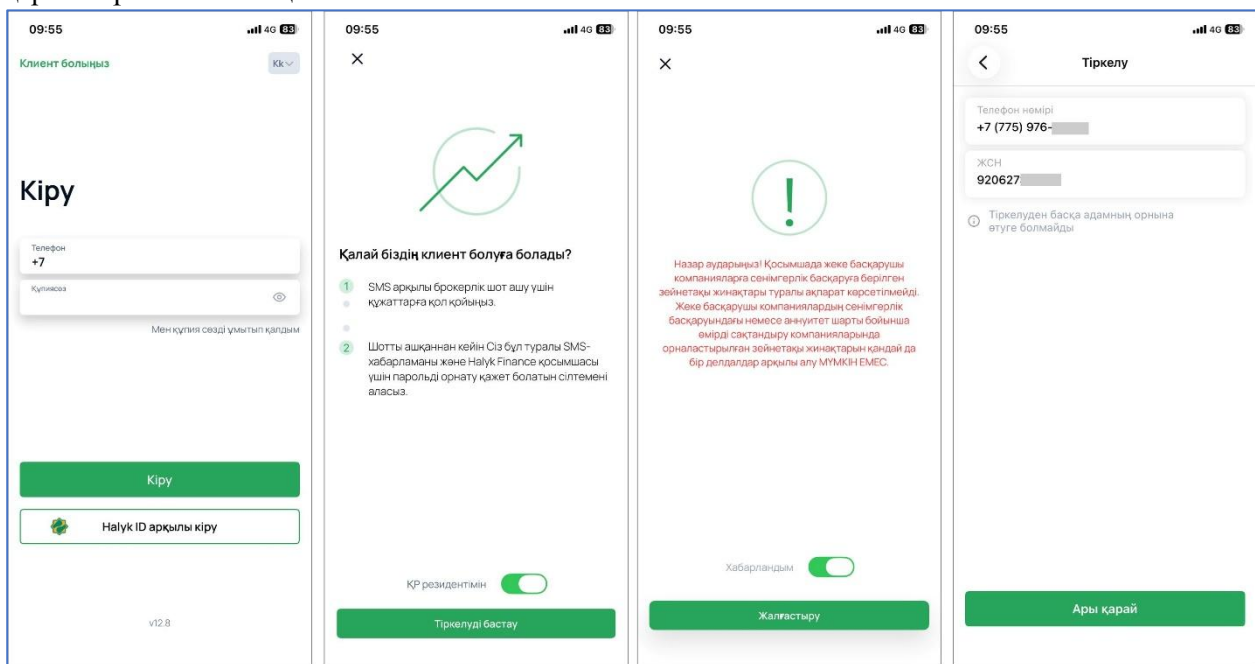 09:55
4G 83
Клиент болыңыз
Kk
Кіру
Телефон
+7
Құпиясөз
Мен құпия сөзді ұмытып қалдым
Кіру
Halyk ID арқылы кіру
v12.8
09:55
4G 83
Қалай біздің клиент болуға болады?
1 SMS арқылы брокерлік шот ашу үшін
құжаттарға қол қойыңыз.
2 Шотты ашқаннан кейін Сіз бұл туралы SMS-
хабарламаны және Halyk Finance қосымшасы
үшін парольді орнату қажет болатын сілтемені
аласыз.
ҚР резидентімін
Тіркелуді бастау
09:55
4G 83
Назар аударыңыз! Қосымшада жеке басқарушы
компанияларға сенімгерлік басқаруға берілген
зейнетақы жинақтары туралы ақпарат көрсетілмейді.
Жеке басқарушы компаниялардың сенімгерлік
басқаруындағы немесе аннуитет шарты бойынша
өмірді сақтандыру компанияларында
орналастырылған зейнетақы жинақтарын қандай да
бір делдалдар арқылы алу МҮМКІН ЕМЕС.
Хабарландым
Жалғастыру
09:55
4G 83
Тіркелу
Телефон нөмірі
+7 (775) 976-
ЖСН
920627
Тіркелуден басқа адамның орнына
өтуге болмайды
Ары қарай